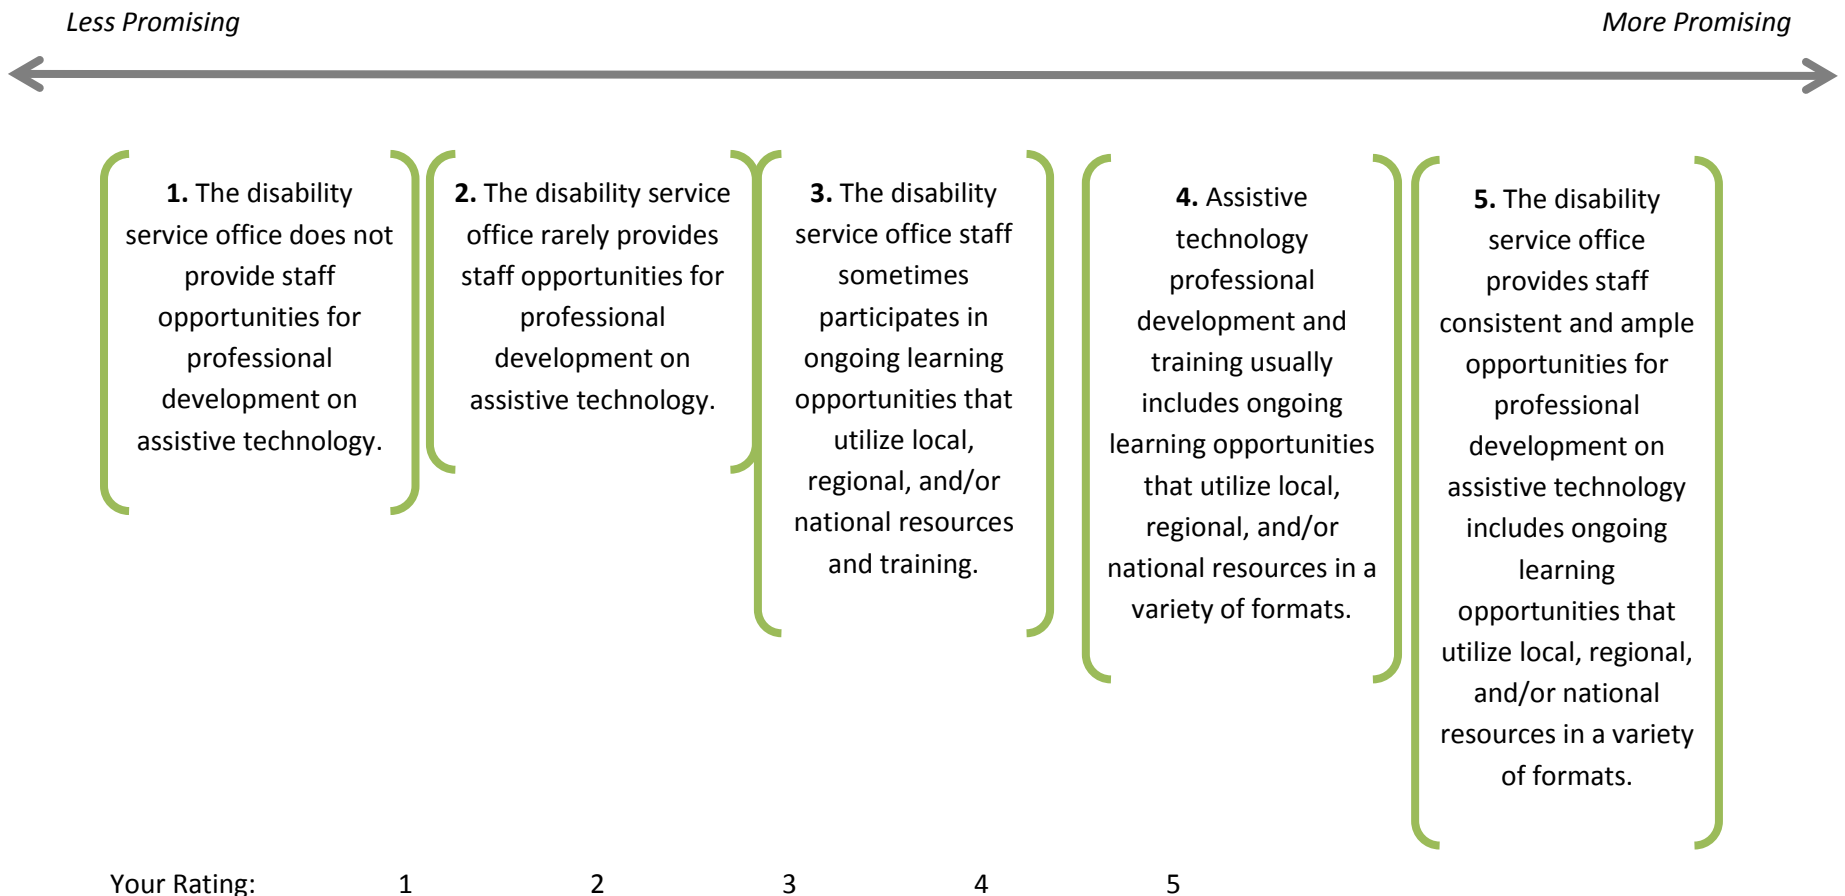 Less Promising
More Promising
1. The disability
service office does not
provide staff
opportunities for
professional
development on
assistive technology.
2. The disability service
office rarely provides
staff opportunities for
professional
development on
assistive technology.
3. The disability
service office staff
sometimes
participates in
ongoing learning
opportunities that
utilize local,
regional, and/or
national resources
and training.
4. Assistive
technology
professional
development and
training usually
includes ongoing
learning opportunities
that utilize local,
regional, and/or
national resources in a
variety of formats.
5. The disability
service office
provides staff
consistent and ample
opportunities for
professional
development on
assistive technology
includes ongoing
learning
opportunities that
utilize local, regional,
and/or national
resources in a variety
of formats.
Your Rating: 1 2 3 4 5